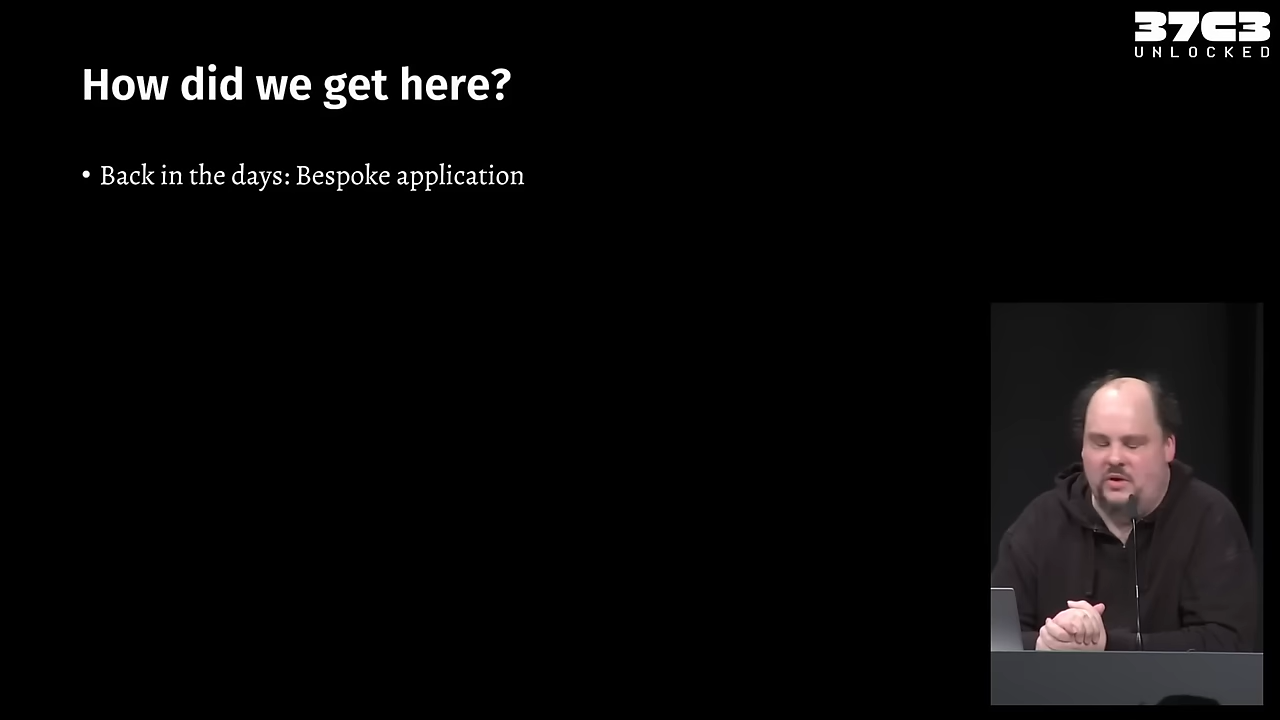 37C3
UNLOCKED
How did we get here?
• Back in the days: Bespoke application